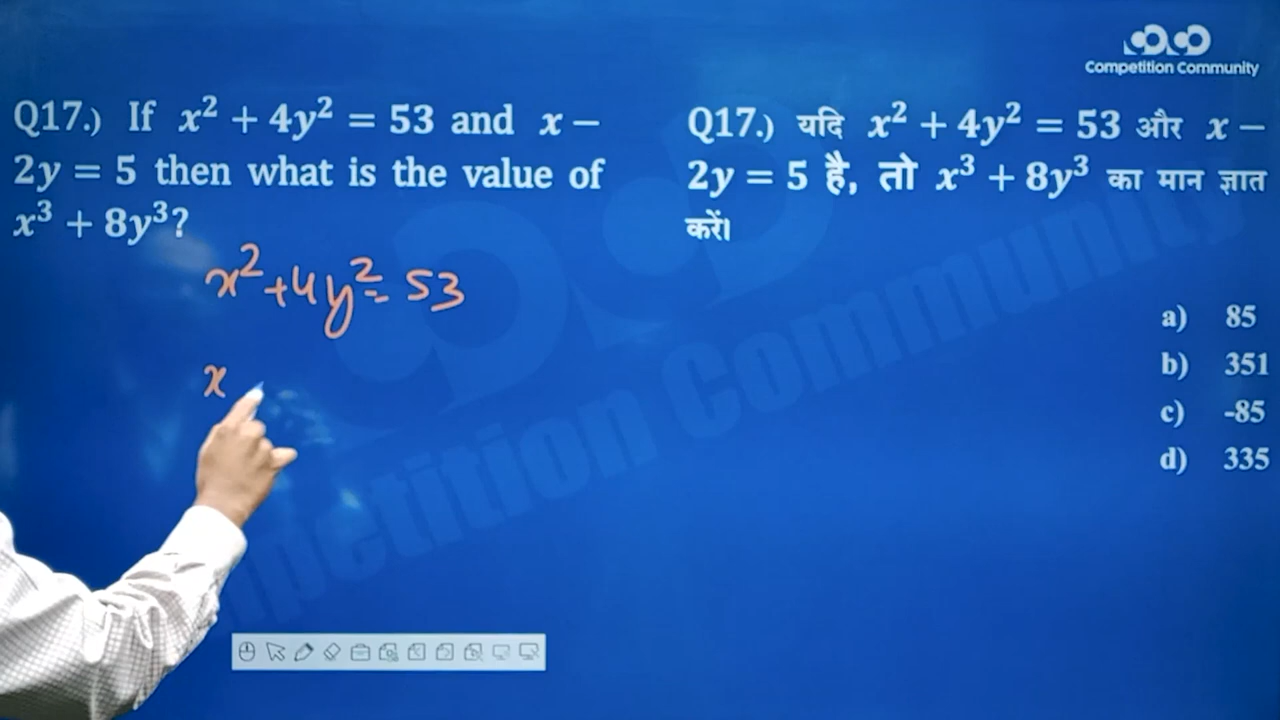 Competition Community
Q17.) If x² + 4y² = 53 and x −
2y = 5 then what is the value of
x³ + 8y³?
Q17.) यदि x² + 4y² = 53 और x −
2y = 5 है, तो x³ + 8y³ का मान ज्ञात
करें।
x²+4y²= 53
x
a) 85
b) 351
c) -85
d) 335
petition Community